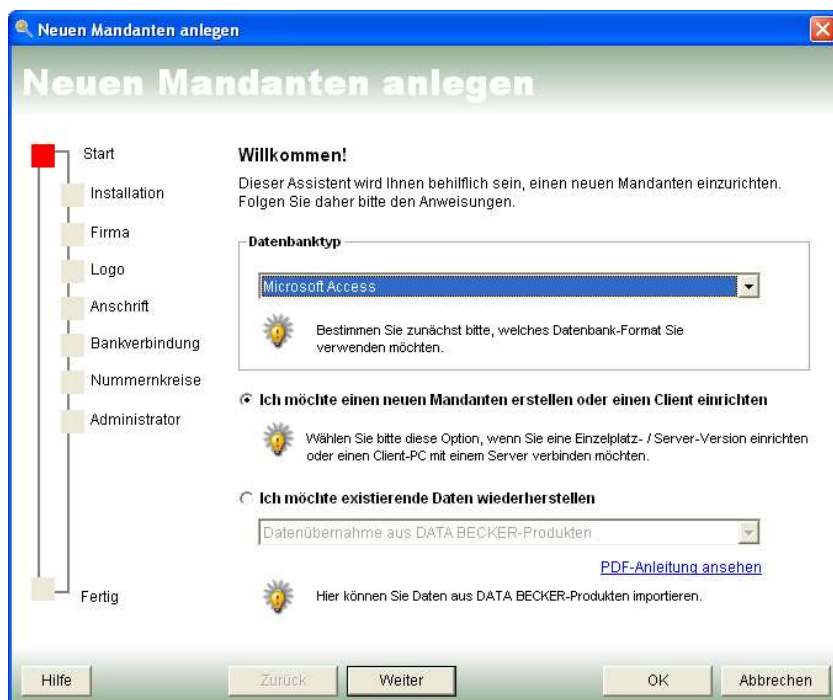 Neuen Mandanten anlegen
Neuen Mandanten anlegen
Start
Installation
Firma
Logo
Anschrift
Bankverbindung
Nummernkreise
Administrator
Fertig
Willkommen!
Dieser Assistent wird Ihnen behilflich sein, einen neuen Mandanten einzurichten.
Folgen Sie daher bitte den Anweisungen.
Datenbanktyp
Microsoft Access
Bestimmen Sie zunächst bitte, welches Datenbank-Format Sie
verwenden möchten.
Ich möchte einen neuen Mandanten erstellen oder einen Client einrichten
Wählen Sie bitte diese Option, wenn Sie eine Einzelplatz- / Server-Version einrichten
oder einen Client-PC mit einem Server verbinden möchten.
Ich möchte existierende Daten wiederherstellen
Datenübernahme aus DATA BECKER-Produkten
PDF-Anleitung ansehen
Hier können Sie Daten aus DATA BECKER-Produkten importieren.
Hilfe
Zurück
Weiter
OK
Abbrechen